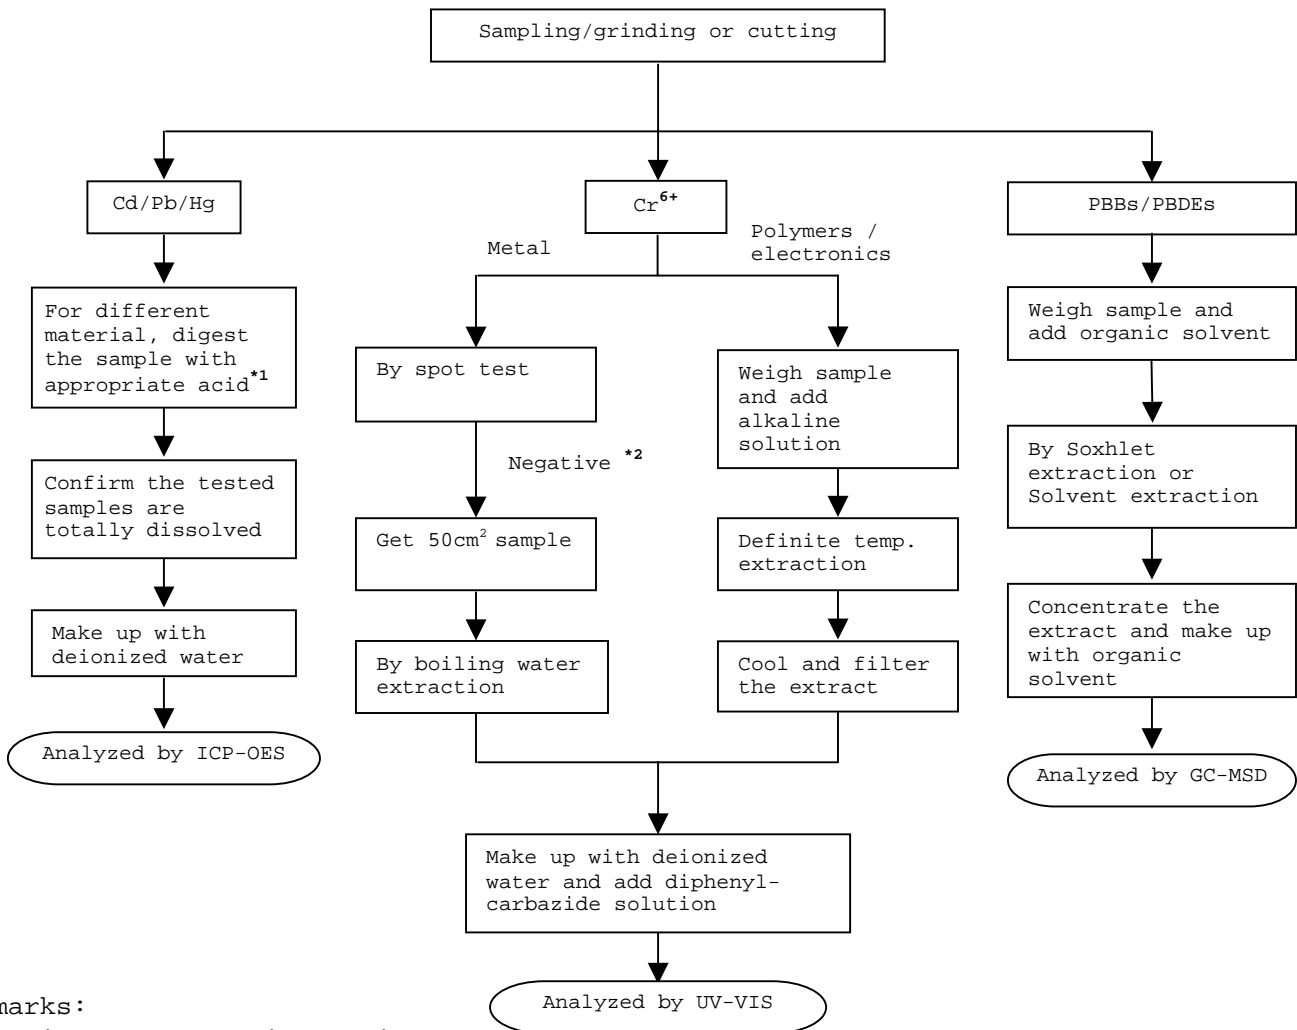 Sampling/grinding or cutting
Cd/Pb/Hg
For different
material, digest
the sample with
appropriate acid*1
Confirm the tested
samples are
totally dissolved
Make up with
deionized water
Analyzed by ICP-OES
Cr6+
Metal
By spot test
Negative *2
Get 50cm2 sample
By boiling water
extraction
Polymers /
electronics
Weigh sample
and add
alkaline
solution
Definite temp.
extraction
Cool and filter
the extract
Make up with deionized
water and add diphenyl-
carbazide solution
Analyzed by UV-VIS
PBBs/PBDEs
Weigh sample and
add organic solvent
By Soxhlet
extraction or
Solvent extraction
Concentrate the
extract and make up
with organic
solvent
Analyzed by GC-MSD
marks: